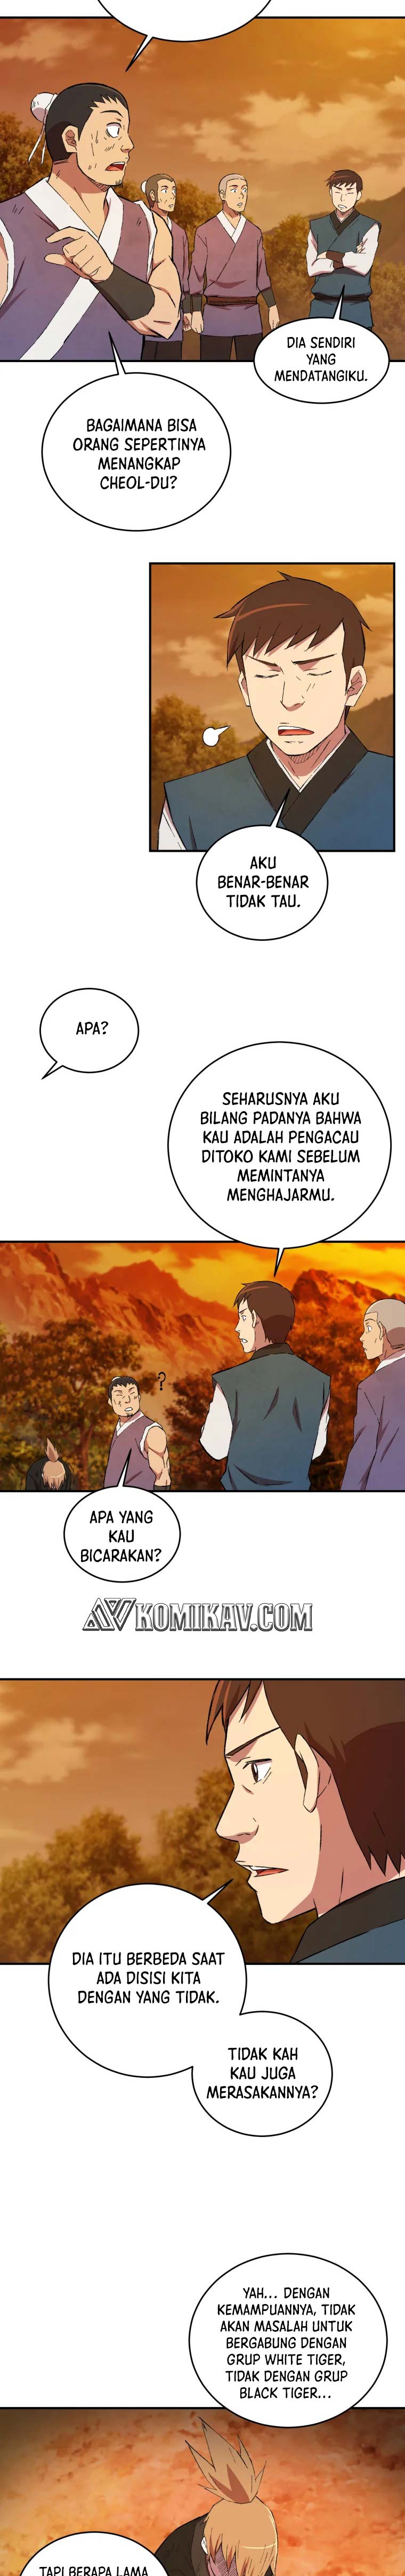 DIA SENDIRI
YANG
MENDATANGIKU.
BAGAIMANA BISA
ORANG SEPERTINYA
MENANGKAP
CHEOL-DU?
AKU
BENAR-BENAR
TIDAK TAU.
APA?
SEHARUSNYA AKU
BILANG PADANYA BAHWA
KAU ADALAH PENGACAU
DITOKO KAMI SEBELUM
MEMINTANYA
MENGHAJARMU.
?
APA YANG
KAU
BICARAKAN?
KOMIKAV.COM
DIA ITU BERBEDA SAAT
ADA DISISI KITA
DENGAN YANG TIDAK.
TIDAK KAH
KAU JUGA
MERASAKANNYA?
YAH... DENGAN
KEMAMPUANNYA, TIDAK
AKAN MASALAH UNTUK
BERGABUNG DENGAN
GRUP WHITE TIGER,
TIDAK DENGAN GRUP
BLACK TIGER...
TAPI BERAPA LAMA